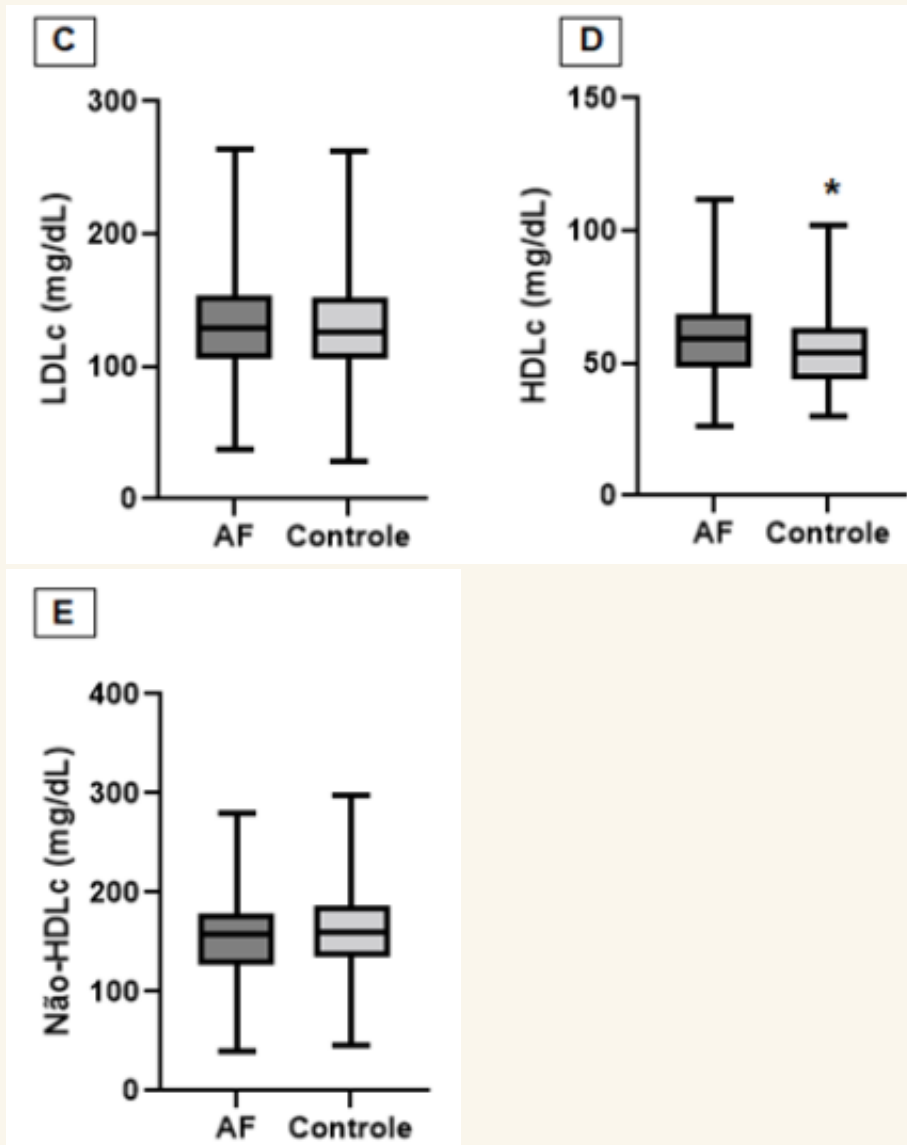 C
LDLc (mg/dL)
300
200
100
0
AF Controle
D
HDLc (mg/dL)
150
100
50
0
*
AF Controle
E
Não-HDLc (mg/dL)
400
300
200
100
0
AF Controle